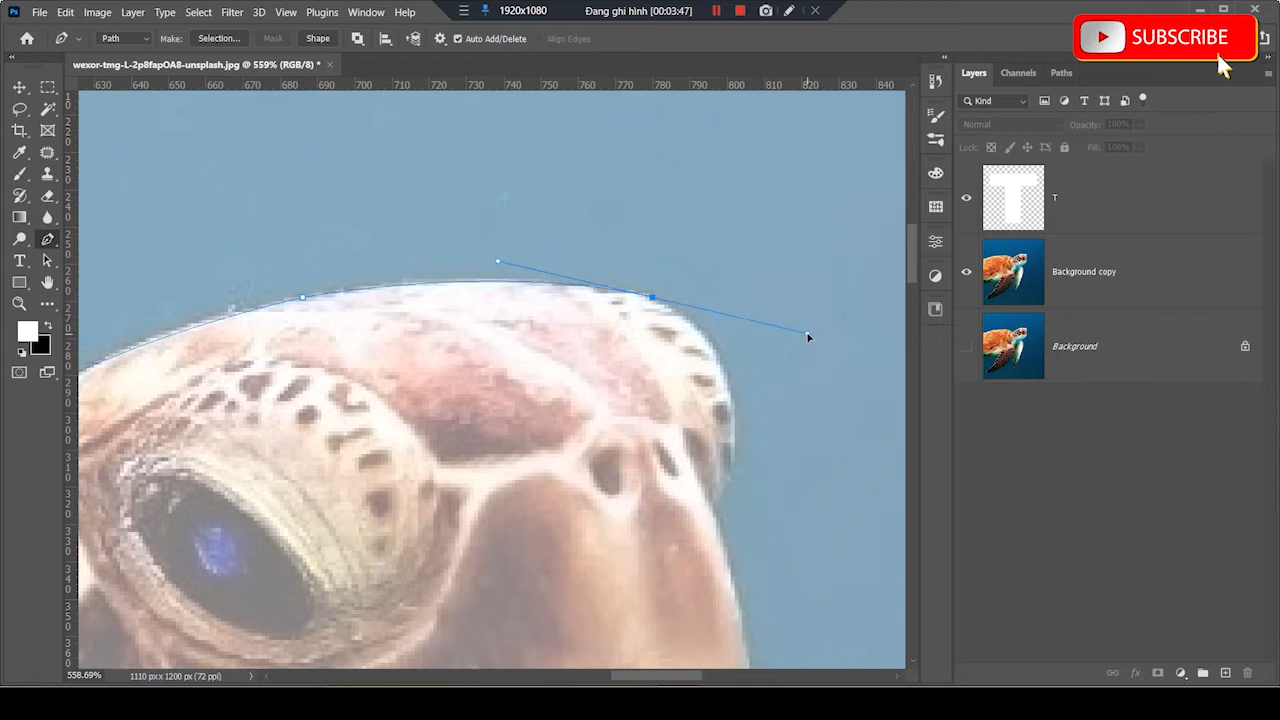 1920x1080 Đang ghi hình [00:03:47]
File Edit Image Layer Type Select Filter 3D View Plugins Window Help
Path Make: Selection... Mask Shape Auto Add/Delete Align Edges
SUBSCRIBE
wexor-tmg-L-2p8fapOA8-unsplash.jpg @ 559% (RGB/8) *
630 640 650 660 670 680 690 700 710 720 730 740 750 760 770 780 790 800 810 820 830 840
Layers Channels Paths
Kind
Normal Opacity: 100%
Lock: Fill: 100%
T
Background copy
Background
558.69% 1110 px x 1200 px (72 ppi)